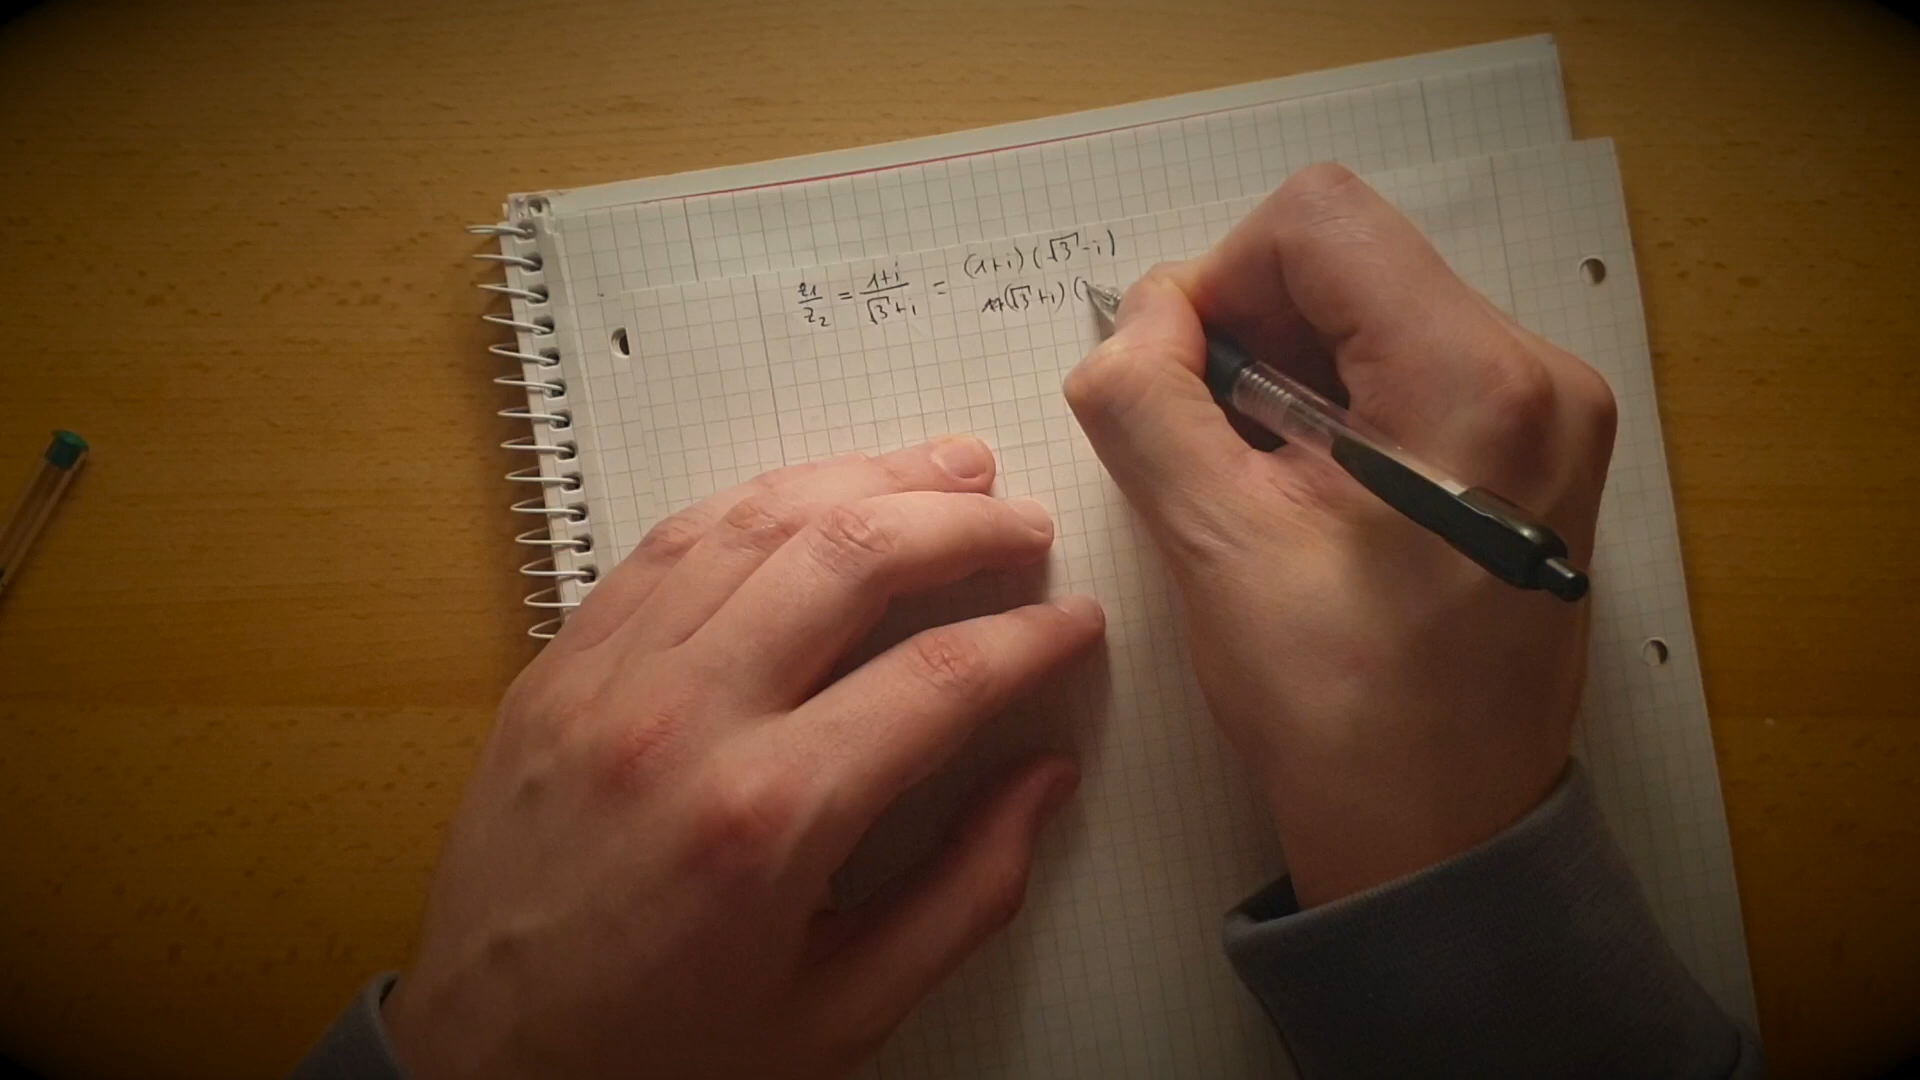 z1/z2 = 1+i/√3+i = (1+i)(√3-i)
(√3+i)(